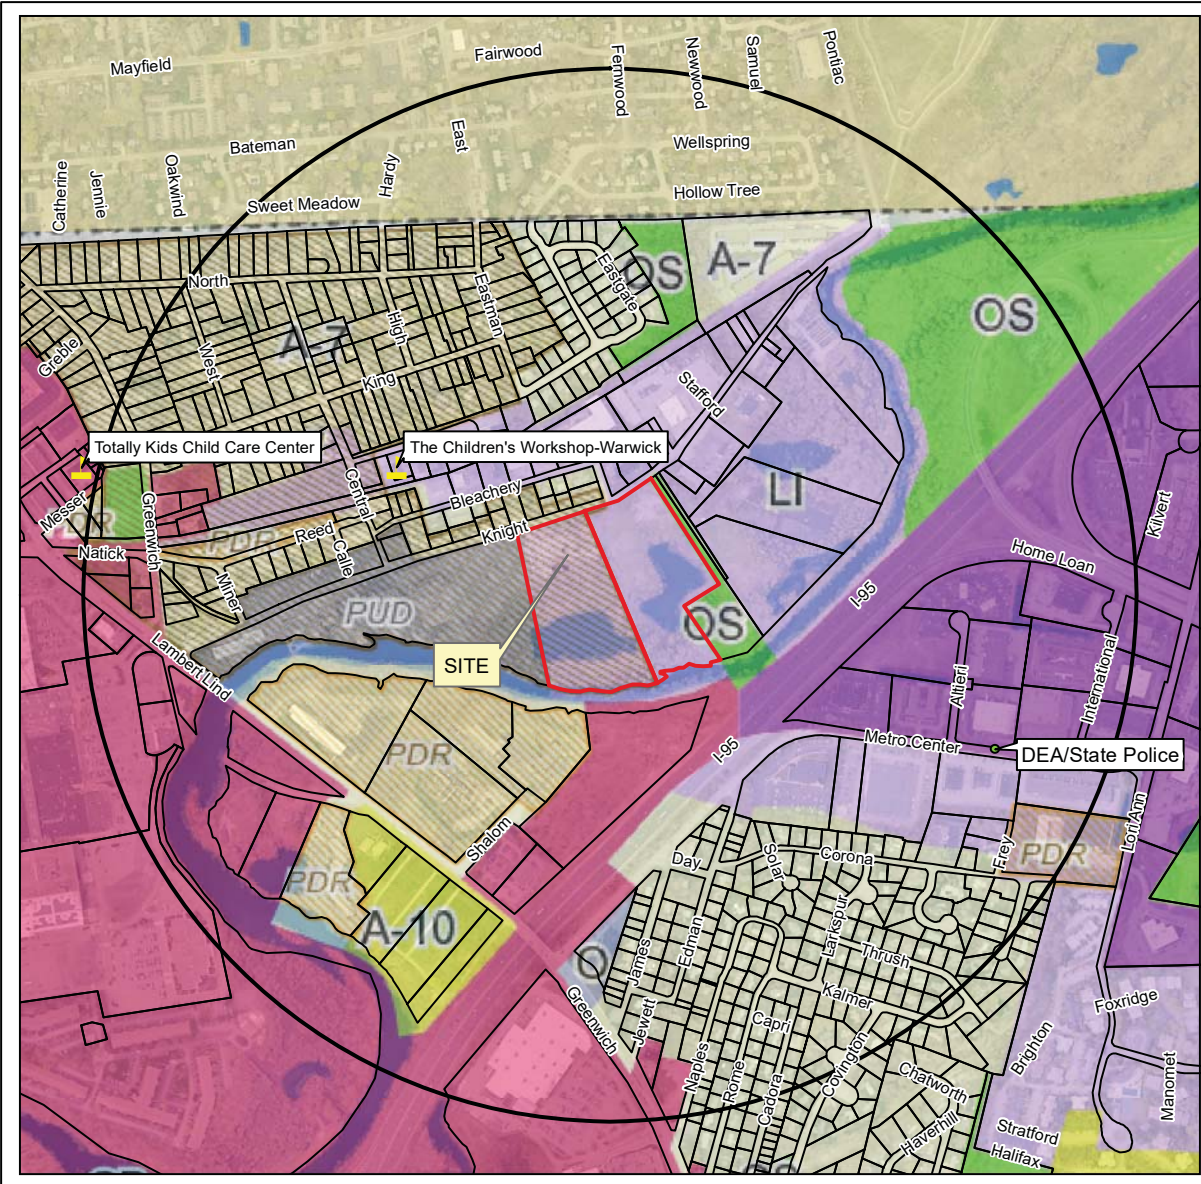 Mayfield
Fairwood
Fernwood
Newwood
Samuel
Pontiac
Bateman
East
Wellspring
Catherine
Jennie
Oakwind
Hardy
Hollow Tree
Sweet Meadow
North
Eastman
Eastgate
OS
A-7
OS
Greble
West
A-7
High
King
Stafford
Totally Kids Child Care Center
The Children's Workshop-Warwick
Messer
PDR
Greenwich
Central
Bleachery
LI
Kilvert
Natick
PDR
Reed
Calle
Knight
Home Loan
Miner
PUD
I-95
OS
SITE
Lambert Lind
Altieri
International
PDR
I-95
Metro Center
DEA/State Police
Shalom
Day
Solar
Corona
Frey
PDR
Lori Ann
PDR
A-10
O
James
Edman
Larkspur
Thrush
Kalmer
Greenwich
Jewett
Capri
Foxridge
Naples
Rome
Cadora
Covington
Chatworth
Brighton
Manomet
Haverhill
Stratford
Halifax